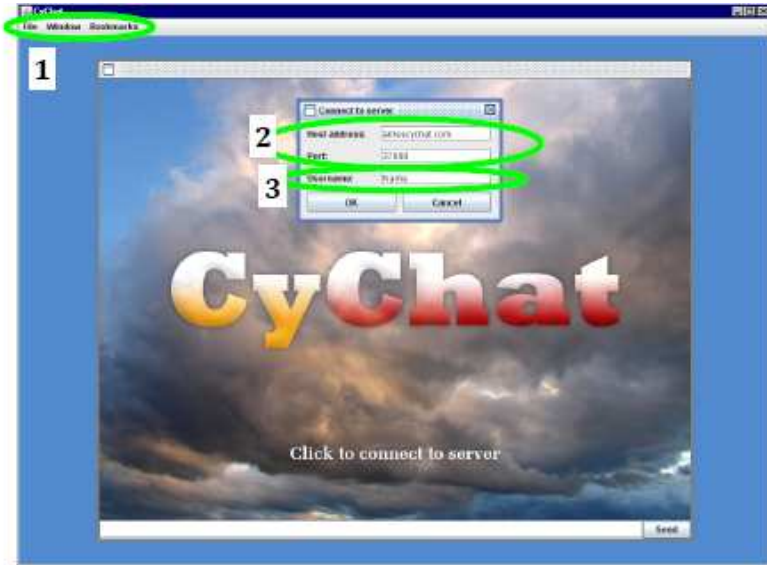 CyChat
File Window Bookmarks
1
Connect to server
2
Host address:
Port:
3
Username:
OK Cancel
CyChat
Click to connect to server
Send